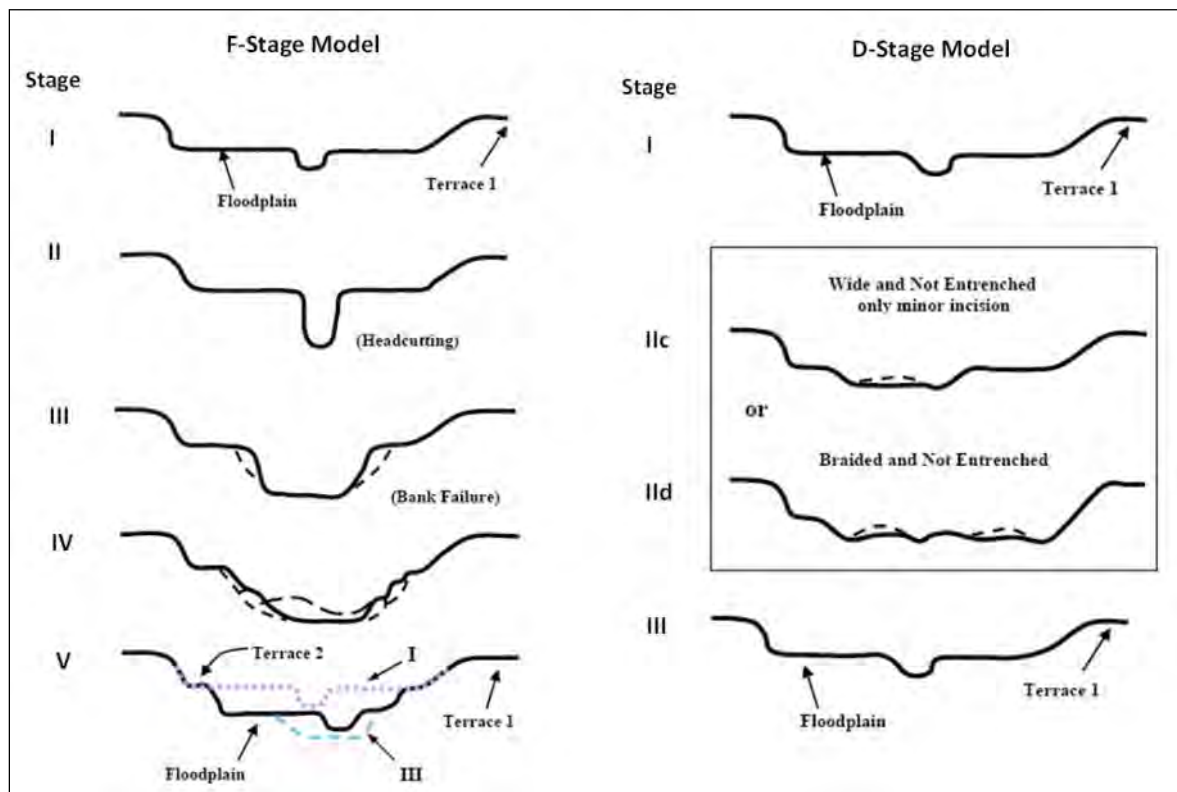 F-Stage Model
Stage
I
Floodplain
Terrace 1
II
(Headcutting)
III
(Bank Failure)
IV
V
Terrace 2
I
Terrace 1
Floodplain
III
D-Stage Model
Stage
I
Floodplain
Terrace 1
Wide and Not Entrenched
only minor incision
IIc
or
Braided and Not Entrenched
IId
III
Terrace 1
Floodplain